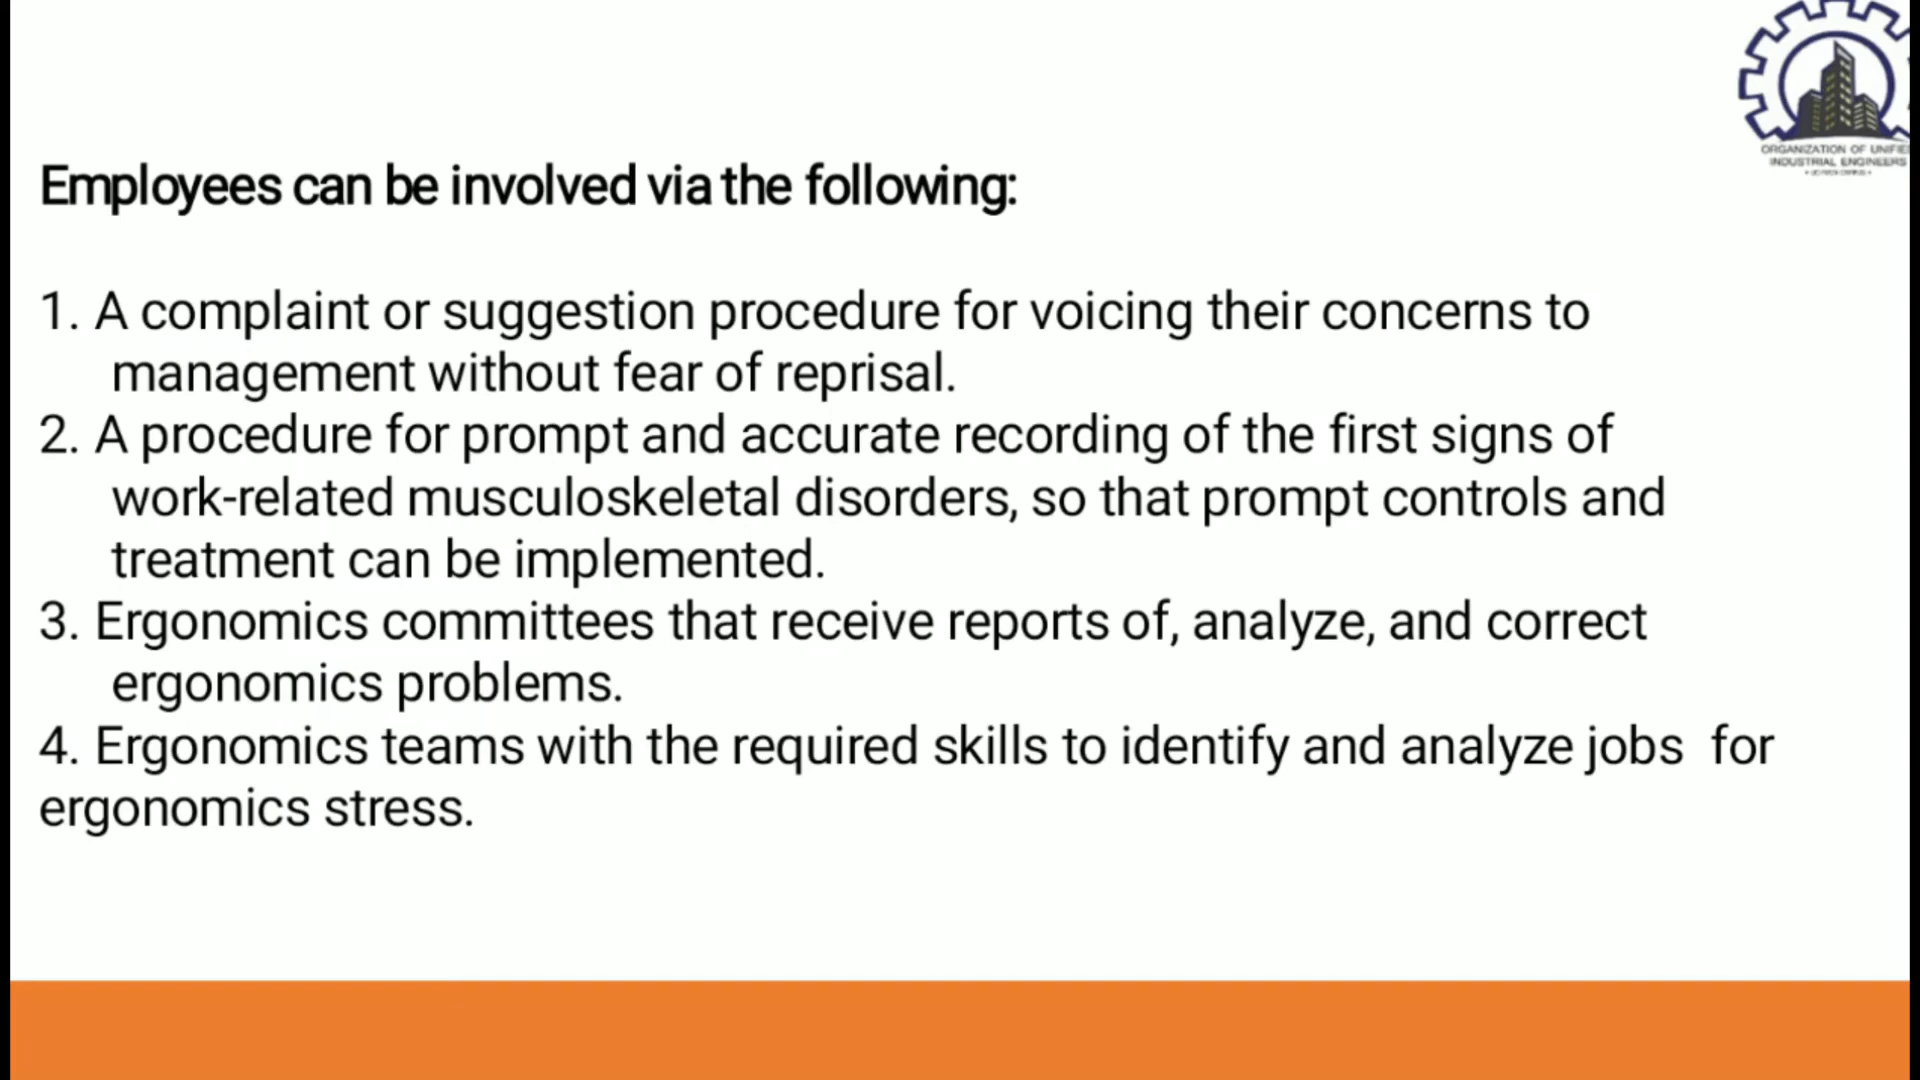 ORGANIZATION OF UNIFIE
INDUSTRIAL ENGINEERS
Employees can be involved via the following:
1. A complaint or suggestion procedure for voicing their concerns to
management without fear of reprisal.
2. A procedure for prompt and accurate recording of the first signs of
work-related musculoskeletal disorders, so that prompt controls and
treatment can be implemented.
3. Ergonomics committees that receive reports of, analyze, and correct
ergonomics problems.
4. Ergonomics teams with the required skills to identify and analyze jobs  for
ergonomics stress.